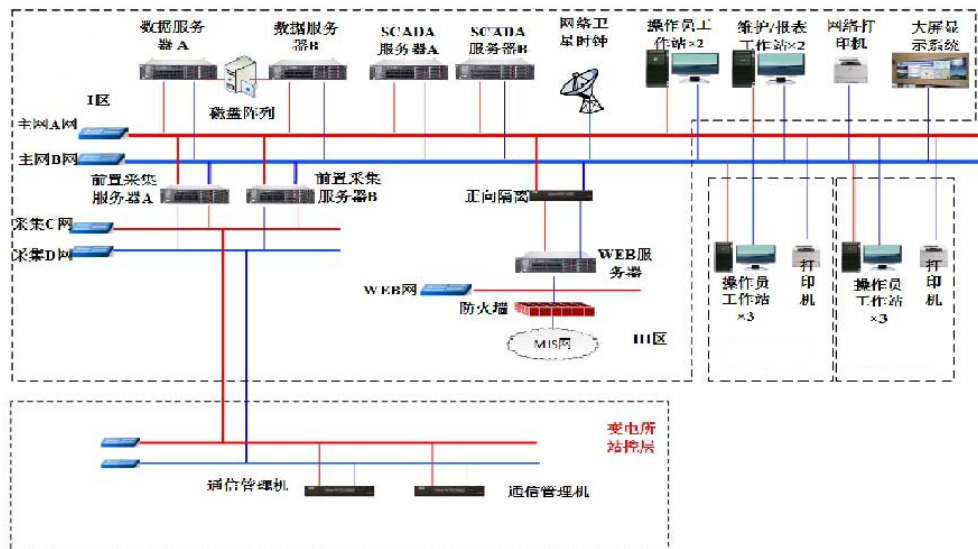 数据服务
器A
数据服务
器B
SCADA
服务器A
SCADA
服务器B
网络卫
星时钟
操作员工
作站×2
维护/报表
工作站×2
网络打
印机
大屏显
示系统
磁盘阵列
I区
主网A网
主网B网
前置采集
服务器A
前置采集
服务器B
正向隔离
采集C网
采集D网
WEB服
务器
WEB网
防火墙
MIS网
III区
操作员
工作站
×3
打
印
机
操作员
工作站
×3
打
印
机
变电所
站控层
通信管理机
通信管理机